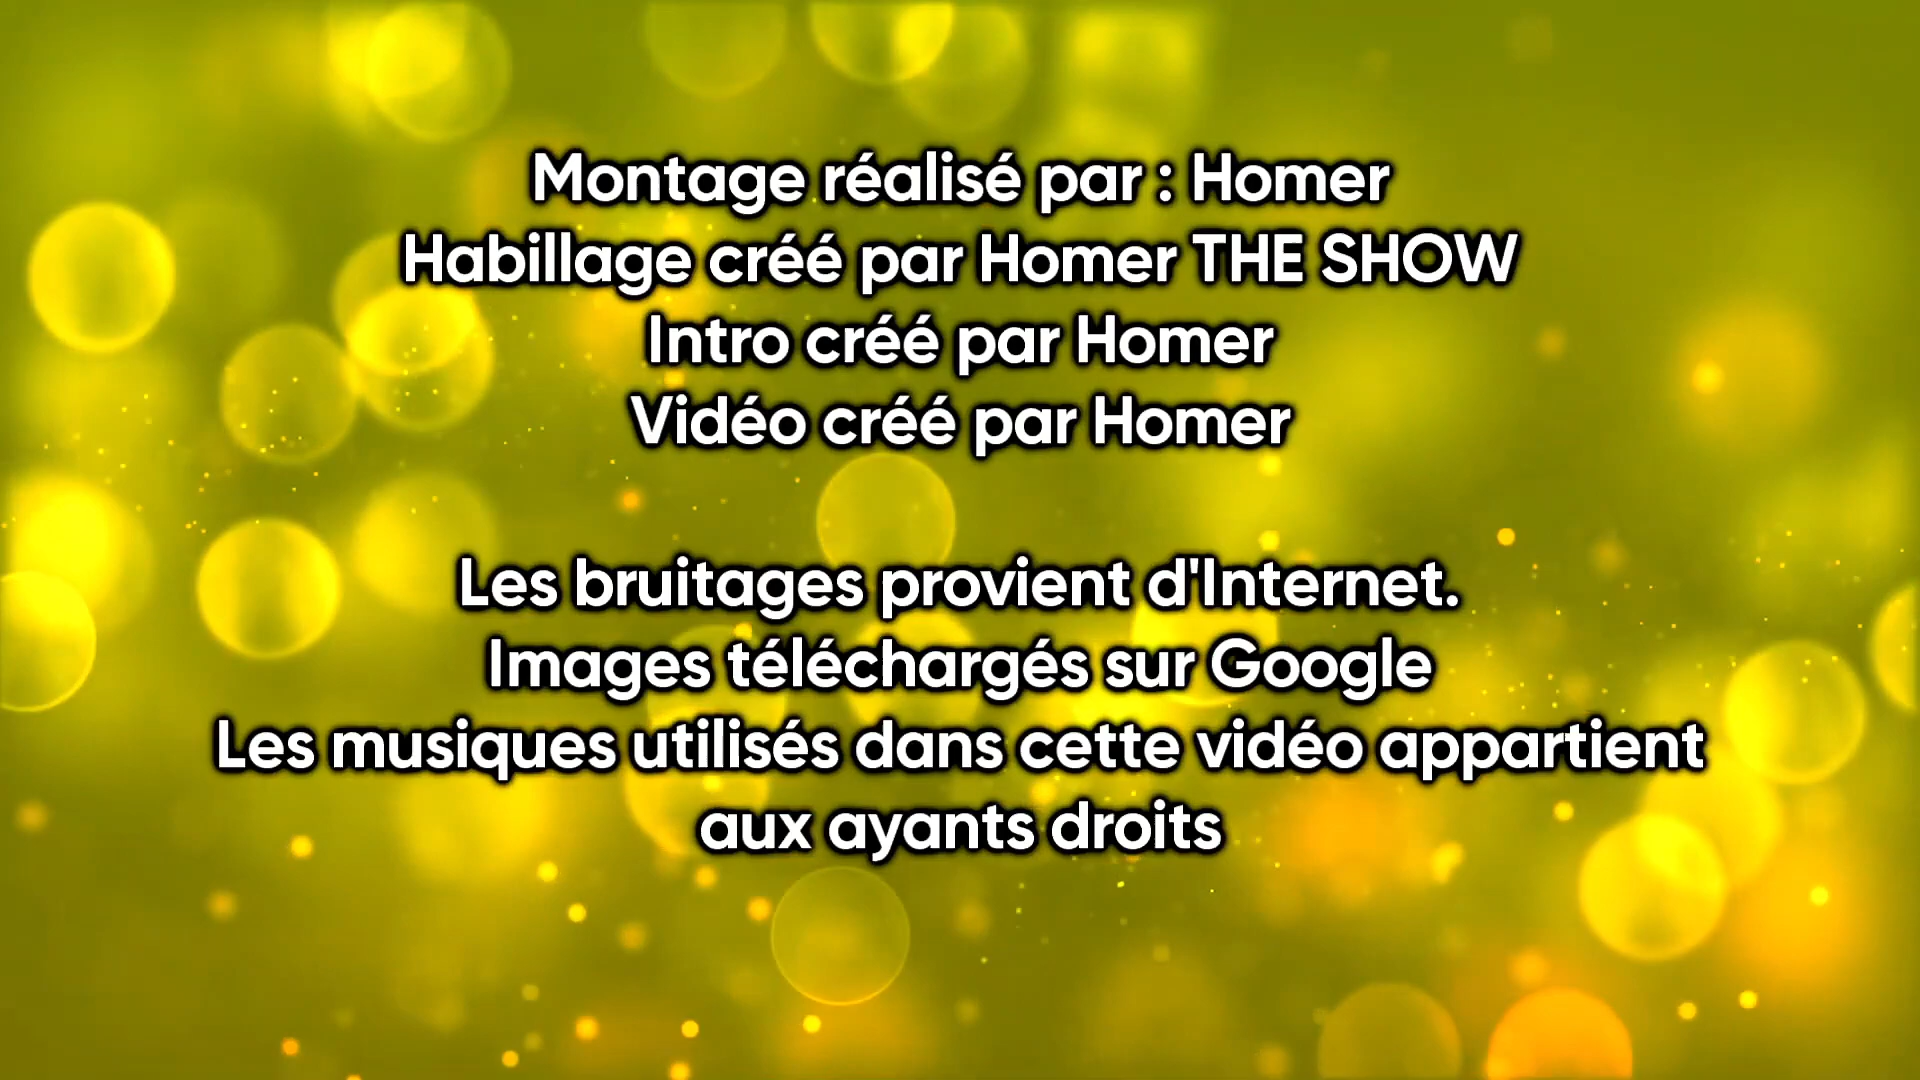 Montage réalisé par : Homer
Habillage créé par Homer THE SHOW
Intro créé par Homer
Vidéo créé par Homer
Les bruitages provient d'Internet.
Images téléchargés sur Google
Les musiques utilisés dans cette vidéo appartient
aux ayants droits